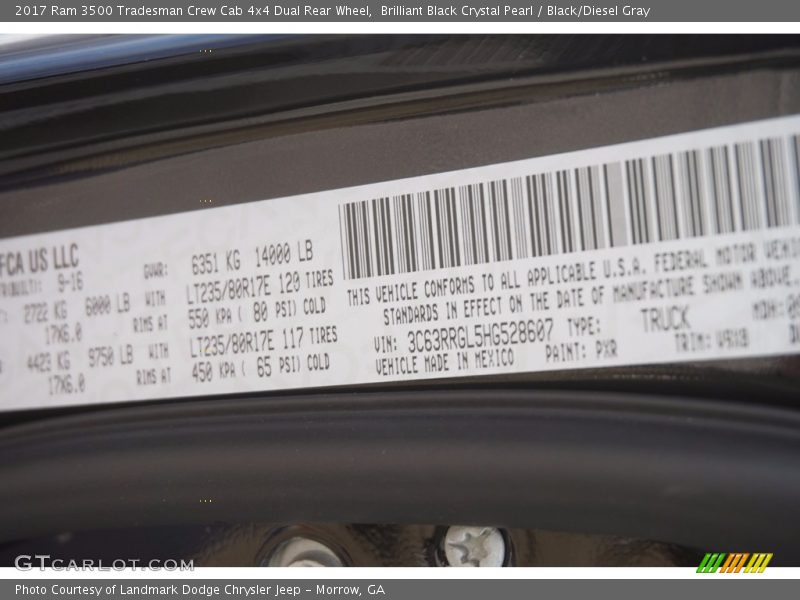 2017 Ram 3500 Tradesman Crew Cab 4x4 Dual Rear Wheel,  Brilliant Black Crystal Pearl / Black/Diesel Gray
FCA US LLC
9-16
GVWR: 6351 KG 14000 LB
2722 KG 6000 LB WITH LT235/80R17E 120 TIRES
17X6.0 RIMS AT 550 KPA ( 80 PSI) COLD
4423 KG 9750 LB WITH LT235/80R17E 117 TIRES
17X6.0 RIMS AT 450 KPA ( 65 PSI) COLD
THIS VEHICLE CONFORMS TO ALL APPLICABLE U.S.A. FEDERAL MOTOR
STANDARDS IN EFFECT ON THE DATE OF MANUFACTURE SHOWN ABOVE.
VIN: 3C63RRGL5HG528607 TYPE: TRUCK MDH:
VEHICLE MADE IN MEXICO PAINT: PXR TRIM:
GTCARLOT.COM
Photo Courtesy of Landmark Dodge Chrysler Jeep – Morrow, GA